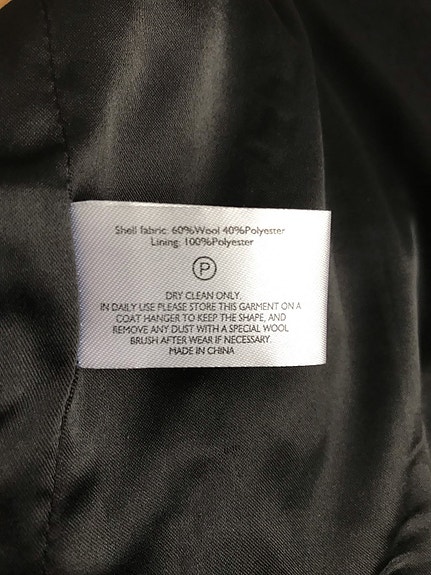 Shell fabric: 60%Wool 40%Polyester
Lining: 100%Polyester
P
DRY CLEAN ONLY.
IN DAILY USE PLEASE STORE THIS GARMENT ON A
COAT HANGER TO KEEP THE SHAPE, AND
REMOVE ANY DUST WITH A SPECIAL WOOL
BRUSH AFTER WEAR IF NECESSARY.
MADE IN CHINA